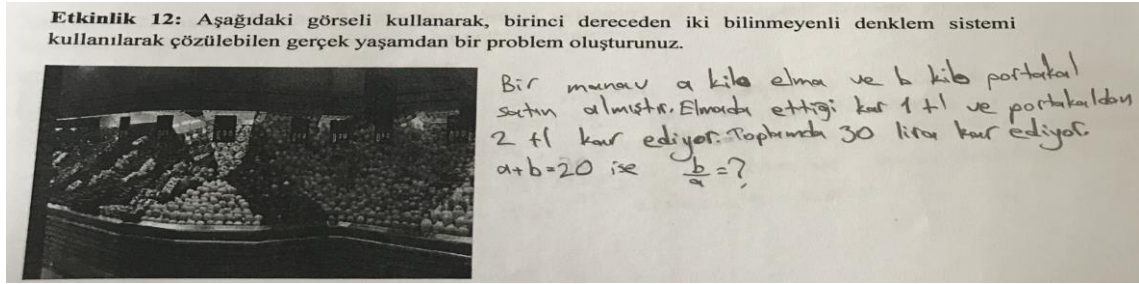 Etkinlik 12: Aşağıdaki görseli kullanarak, birinci dereceden iki bilinmeyenli denklem sistemi
kullanılarak çözülebilen gerçek yaşamdan bir problem oluşturunuz.
Bir manav a kilo elma ve b kilo portakal
satın almıştır. Elmada ettiği kar 1 tl ve portakaldan
2 tl kar ediyor. Toplamda 30 lira kar ediyor.
a+b=20 ise b/a=?